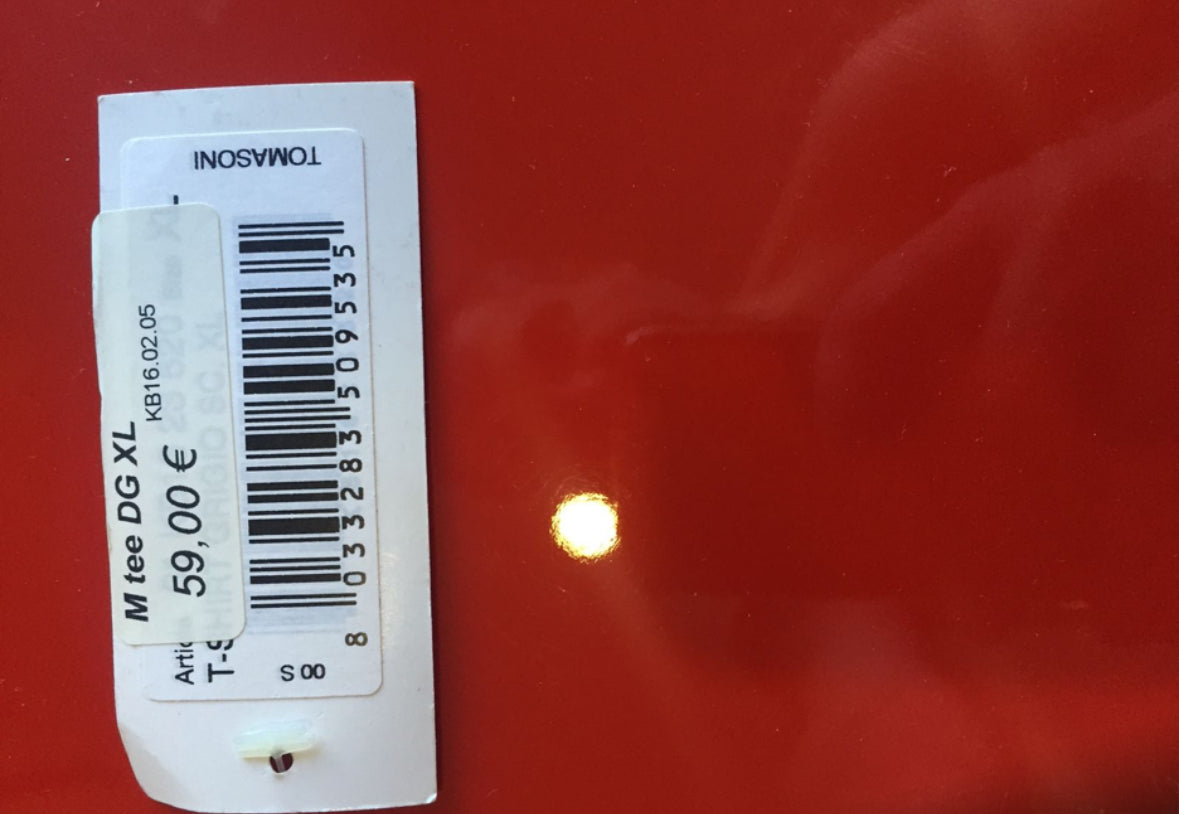 M tee DG XL
KB16.02.05
59,00 €
TOMASONI
8 033283 509535
S 00